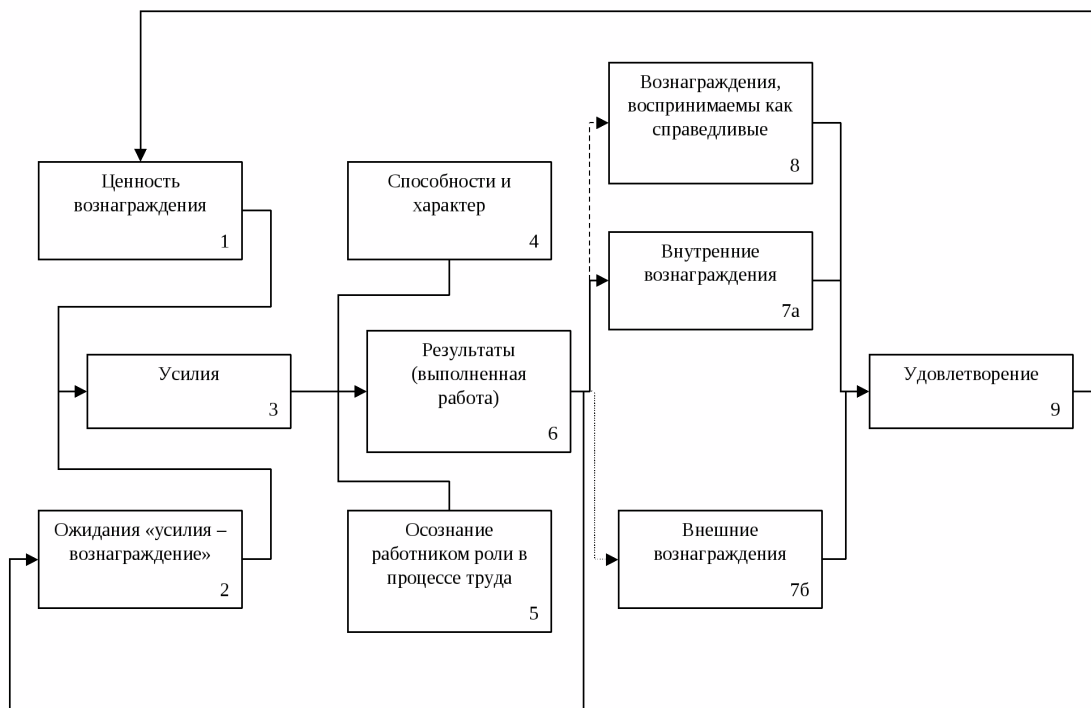 Ценность
вознаграждения
1
Ожидания «усилия –
вознаграждение»
2
Усилия
3
Способности и
характер
4
Осознание
работником роли в
процессе труда
5
Результаты
(выполненная
работа)
6
Вознаграждения,
воспринимаемы как
справедливые
8
Внутренние
вознаграждения
7а
Внешние
вознаграждения
7б
Удовлетворение
9